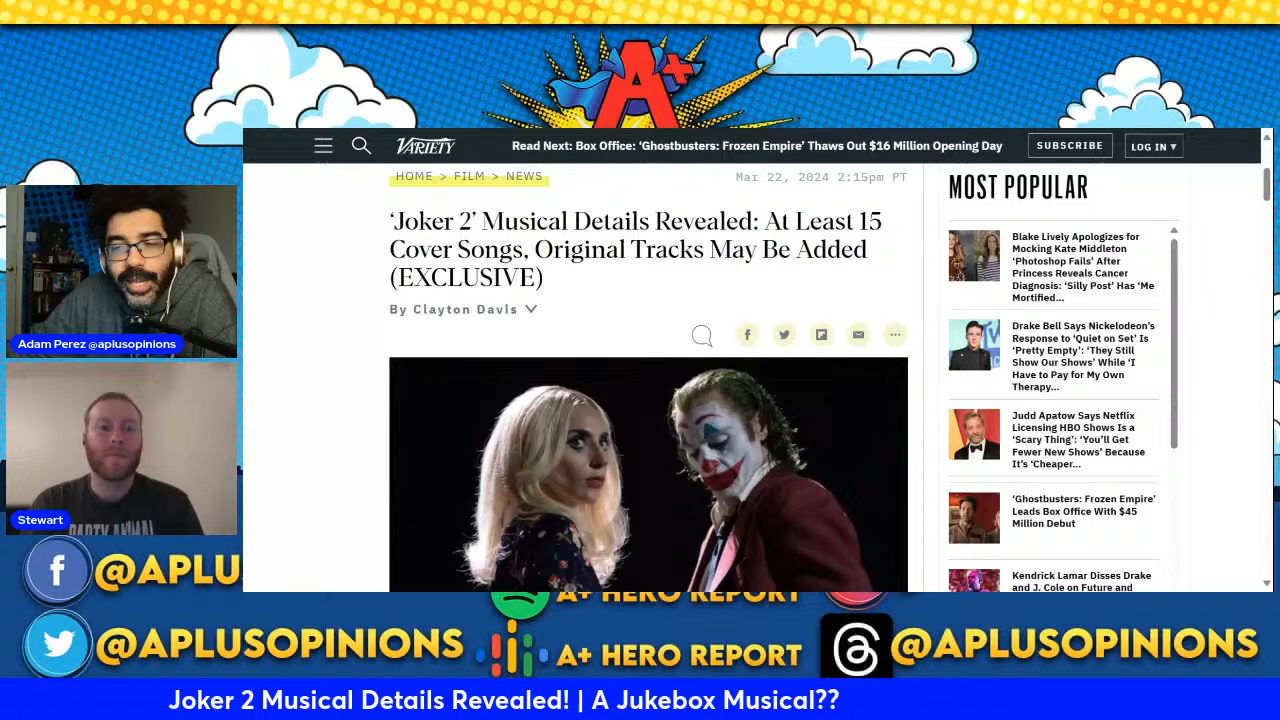 A+
VARIETY
Read Next: Box Office: ‘Ghostbusters: Frozen Empire’ Thaws Out $16 Million Opening Day
SUBSCRIBE
LOG IN ▾
HOME > FILM > NEWS
Mar 22, 2024 2:15pm PT
‘Joker 2’ Musical Details Revealed: At Least 15
Cover Songs, Original Tracks May Be Added
(EXCLUSIVE)
By Clayton Davis
MOST POPULAR
Blake Lively Apologizes for
Mocking Kate Middleton
‘Photoshop Fails’ After
Princess Reveals Cancer
Diagnosis: ‘Silly Post’ Has ‘Me
Mortified...
Drake Bell Says Nickelodeon’s
Response to ‘Quiet on Set’ Is
‘Pretty Empty’: ‘They Still
Show Our Shows’ While ‘I
Have to Pay for My Own
Therapy...
Judd Apatow Says Netflix
Licensing HBO Shows Is a
‘Scary Thing’: ‘You’ll Get
Fewer New Shows’ Because
It’s ‘Cheaper...
‘Ghostbusters: Frozen Empire’
Leads Box Office With $45
Million Debut
Kendrick Lamar Disses Drake
and J. Cole on Future and
Adam Perez @aplusopinions
PARTY ANIMAL
Stewart
@APLU
A+ HERO REPORT
@APLUSOPINIONS
A+ HERO REPORT
@APLUSOPINIONS
Joker 2 Musical Details Revealed! | A Jukebox Musical??